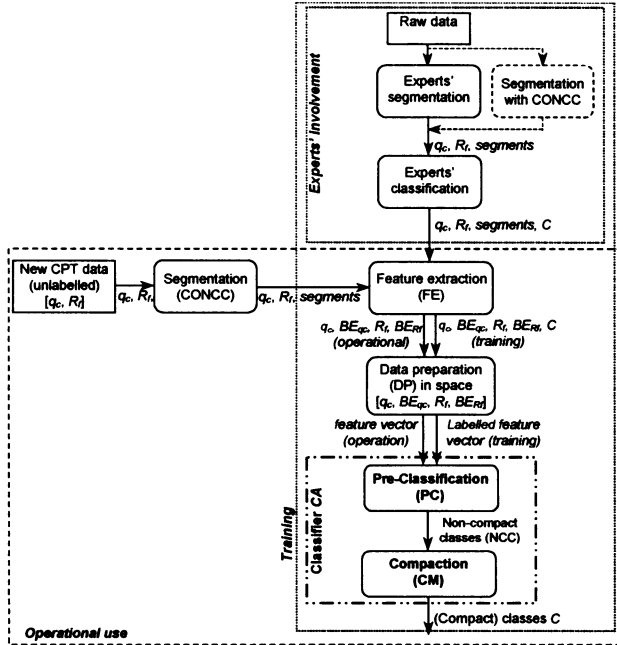 Raw data
Experts'
segmentation
Segmentation
with CONCC
Experts' involvement
qc, Rf, segments
Experts'
classification
qc, Rf, segments, C
New CPT data
(unlabelled)
[qc, Rf]
qc, Rf,
Segmentation
(CONCC)
qc, Rf, segments
Feature extraction
(FE)
qc, BEqc, Rf, BERf
(operational)
qc, BEqc, Rf, BERf, C
(training)
Data preparation
(DP) in space
[qc, BEqc, Rf, BERf]
feature vector
(operation)
Labelled feature
vector (training)
Training
Classifier CA
Pre-Classification
(PC)
Non-compact
classes (NCC)
Compaction
(CM)
(Compact) classes C
Operational use